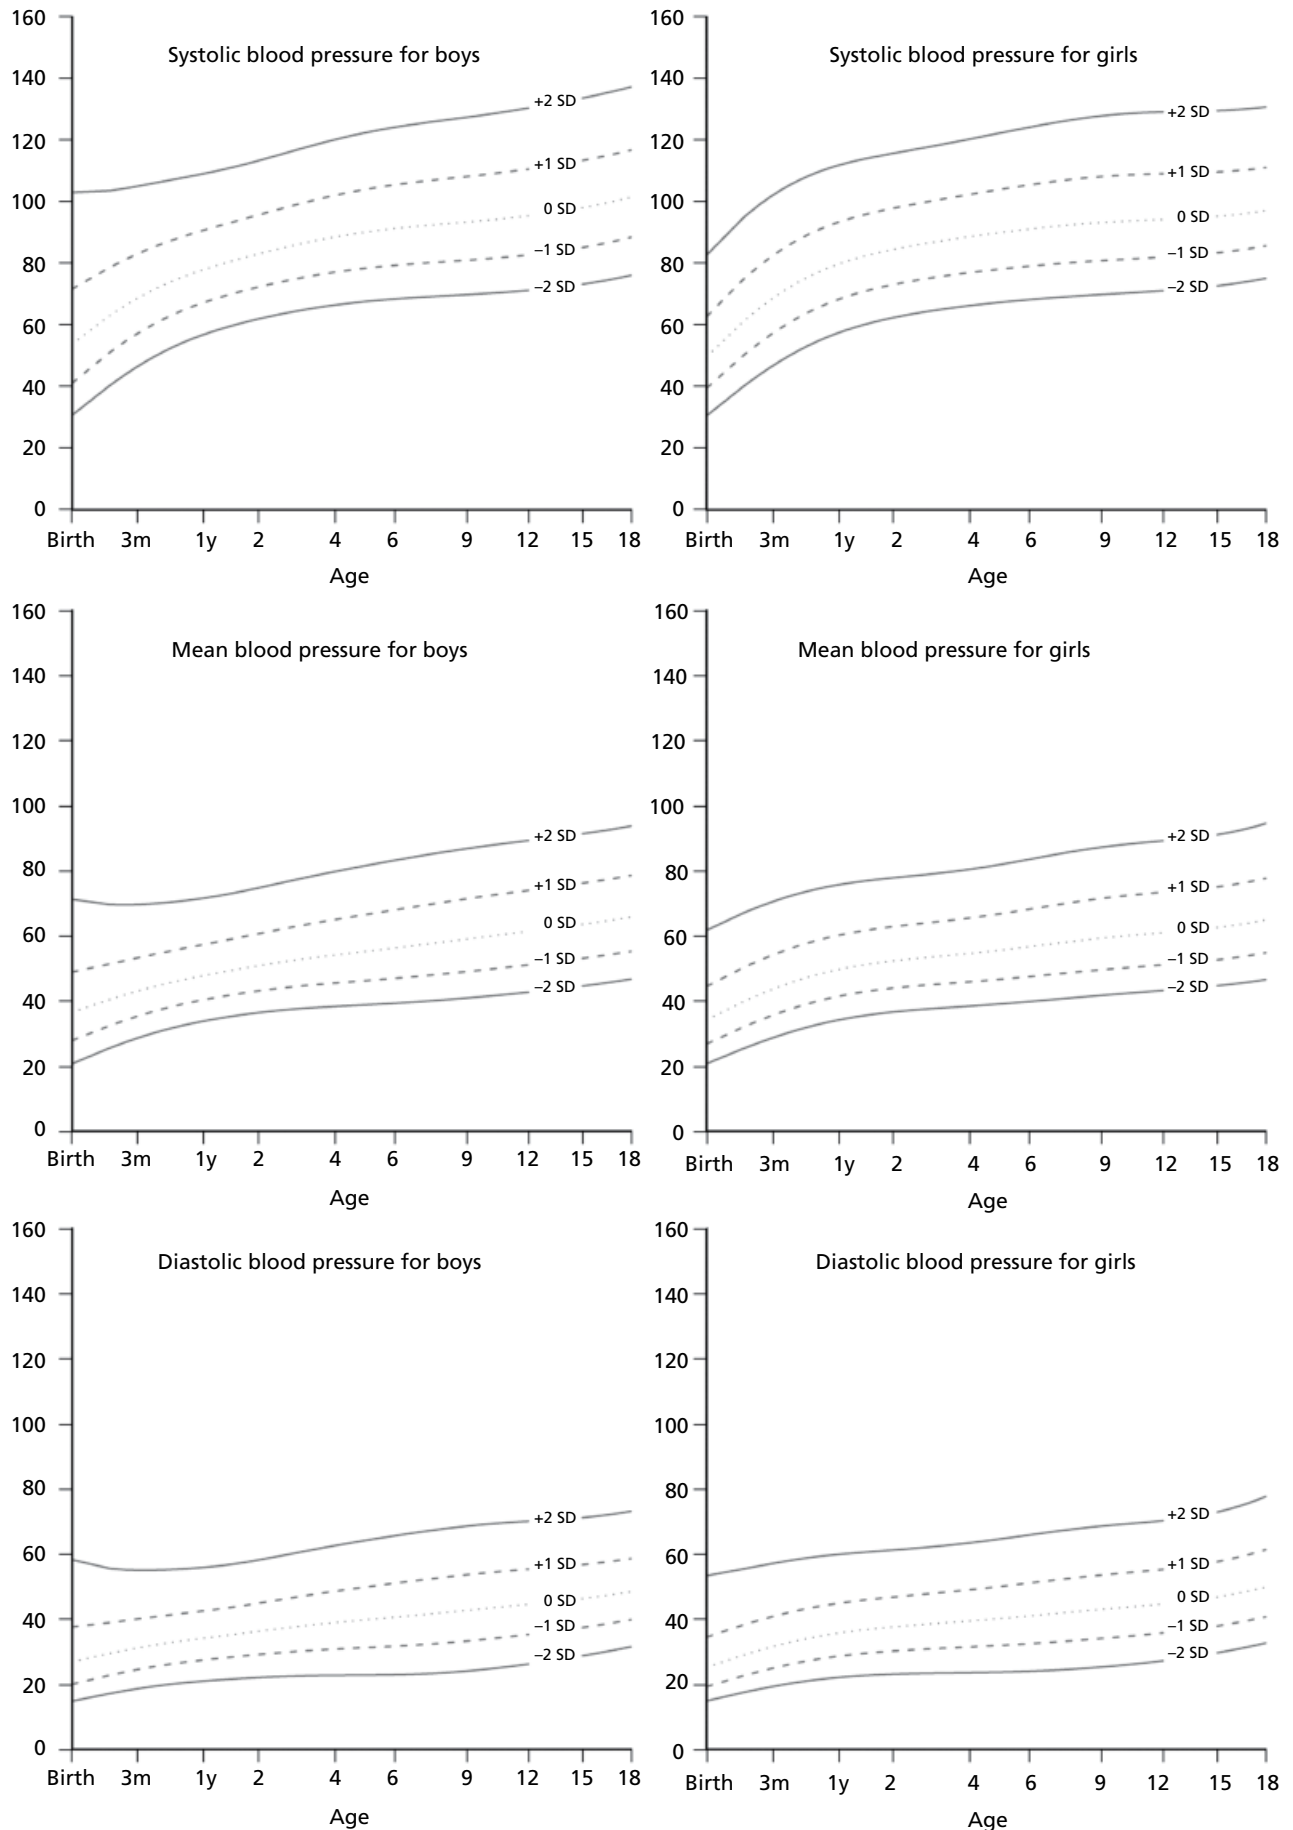 Systolic blood pressure for boys
160
140
120
100
80
60
40
20
0
+2 SD
+1 SD
0 SD
–1 SD
–2 SD
Birth 3m 1y 2 4 6 9 12 15 18
Age
Systolic blood pressure for girls
160
140
120
100
80
60
40
20
0
+2 SD
+1 SD
0 SD
–1 SD
–2 SD
Birth 3m 1y 2 4 6 9 12 15 18
Age
Mean blood pressure for boys
160
140
120
100
80
60
40
20
0
+2 SD
+1 SD
0 SD
–1 SD
–2 SD
Birth 3m 1y 2 4 6 9 12 15 18
Age
Mean blood pressure for girls
160
140
120
100
80
60
40
20
0
+2 SD
+1 SD
0 SD
–1 SD
–2 SD
Birth 3m 1y 2 4 6 9 12 15 18
Age
Diastolic blood pressure for boys
160
140
120
100
80
60
40
20
0
+2 SD
+1 SD
0 SD
–1 SD
–2 SD
Birth 3m 1y 2 4 6 9 12 15 18
Age
Diastolic blood pressure for girls
160
140
120
100
80
60
40
20
0
+2 SD
+1 SD
0 SD
–1 SD
–2 SD
Birth 3m 1y 2 4 6 9 12 15 18
Age